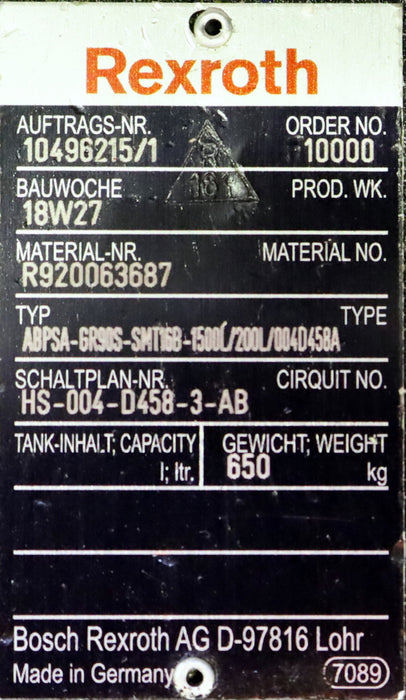 Rexroth
AUFTRAGS-NR. ORDER NO.
10496215/1 10000
BAUWOCHE PROD. WK.
18W27
MATERIAL-NR. MATERIAL NO.
R920063687
TYP TYPE
ABPSA-GR90S-SMT16B-1500L/200L/004D458A
SCHALTPLAN-NR. CIRQUIT NO.
HS-004-D458-3-AB
TANK-INHALT; CAPACITY GEWICHT; WEIGHT
l; ltr. 650 kg
Bosch Rexroth AG D-97816 Lohr
Made in Germany 7089